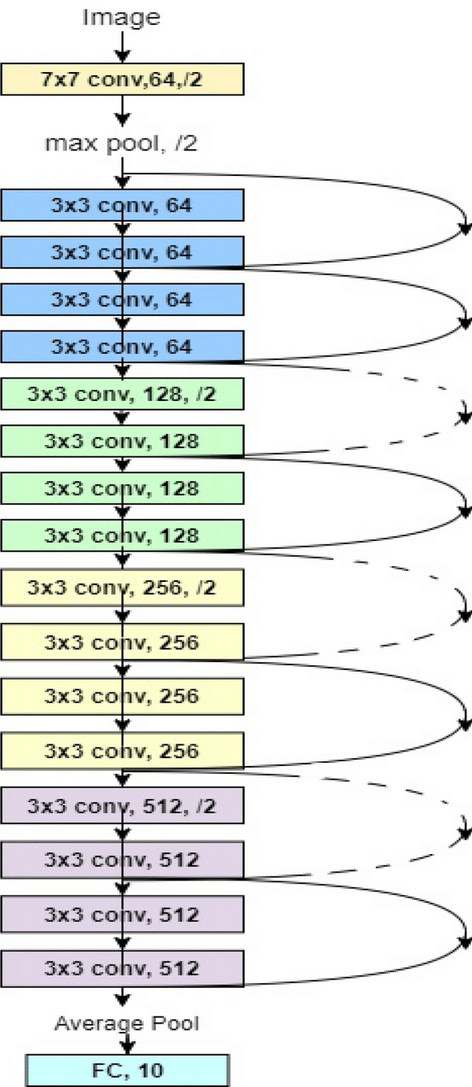 Image
7x7 conv,64,/2
max pool, /2
3x3 conv, 64
3x3 conv, 64
3x3 conv, 64
3x3 conv, 64
3x3 conv, 128, /2
3x3 conv, 128
3x3 conv, 128
3x3 conv, 128
3x3 conv, 256, /2
3x3 conv, 256
3x3 conv, 256
3x3 conv, 256
3x3 conv, 512, /2
3x3 conv, 512
3x3 conv, 512
3x3 conv, 512
Average Pool
FC, 10